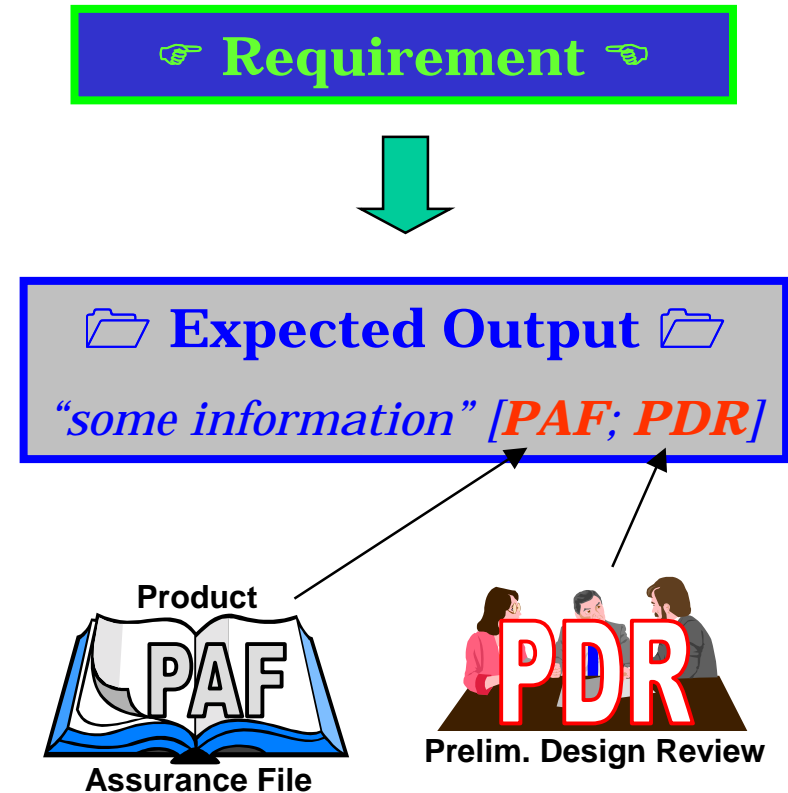 ☞ Requirement ☜
🗁 Expected Output 🗁
“some information” [PAF; PDR]
Product
PAF
Assurance File
PDR
Prelim. Design Review